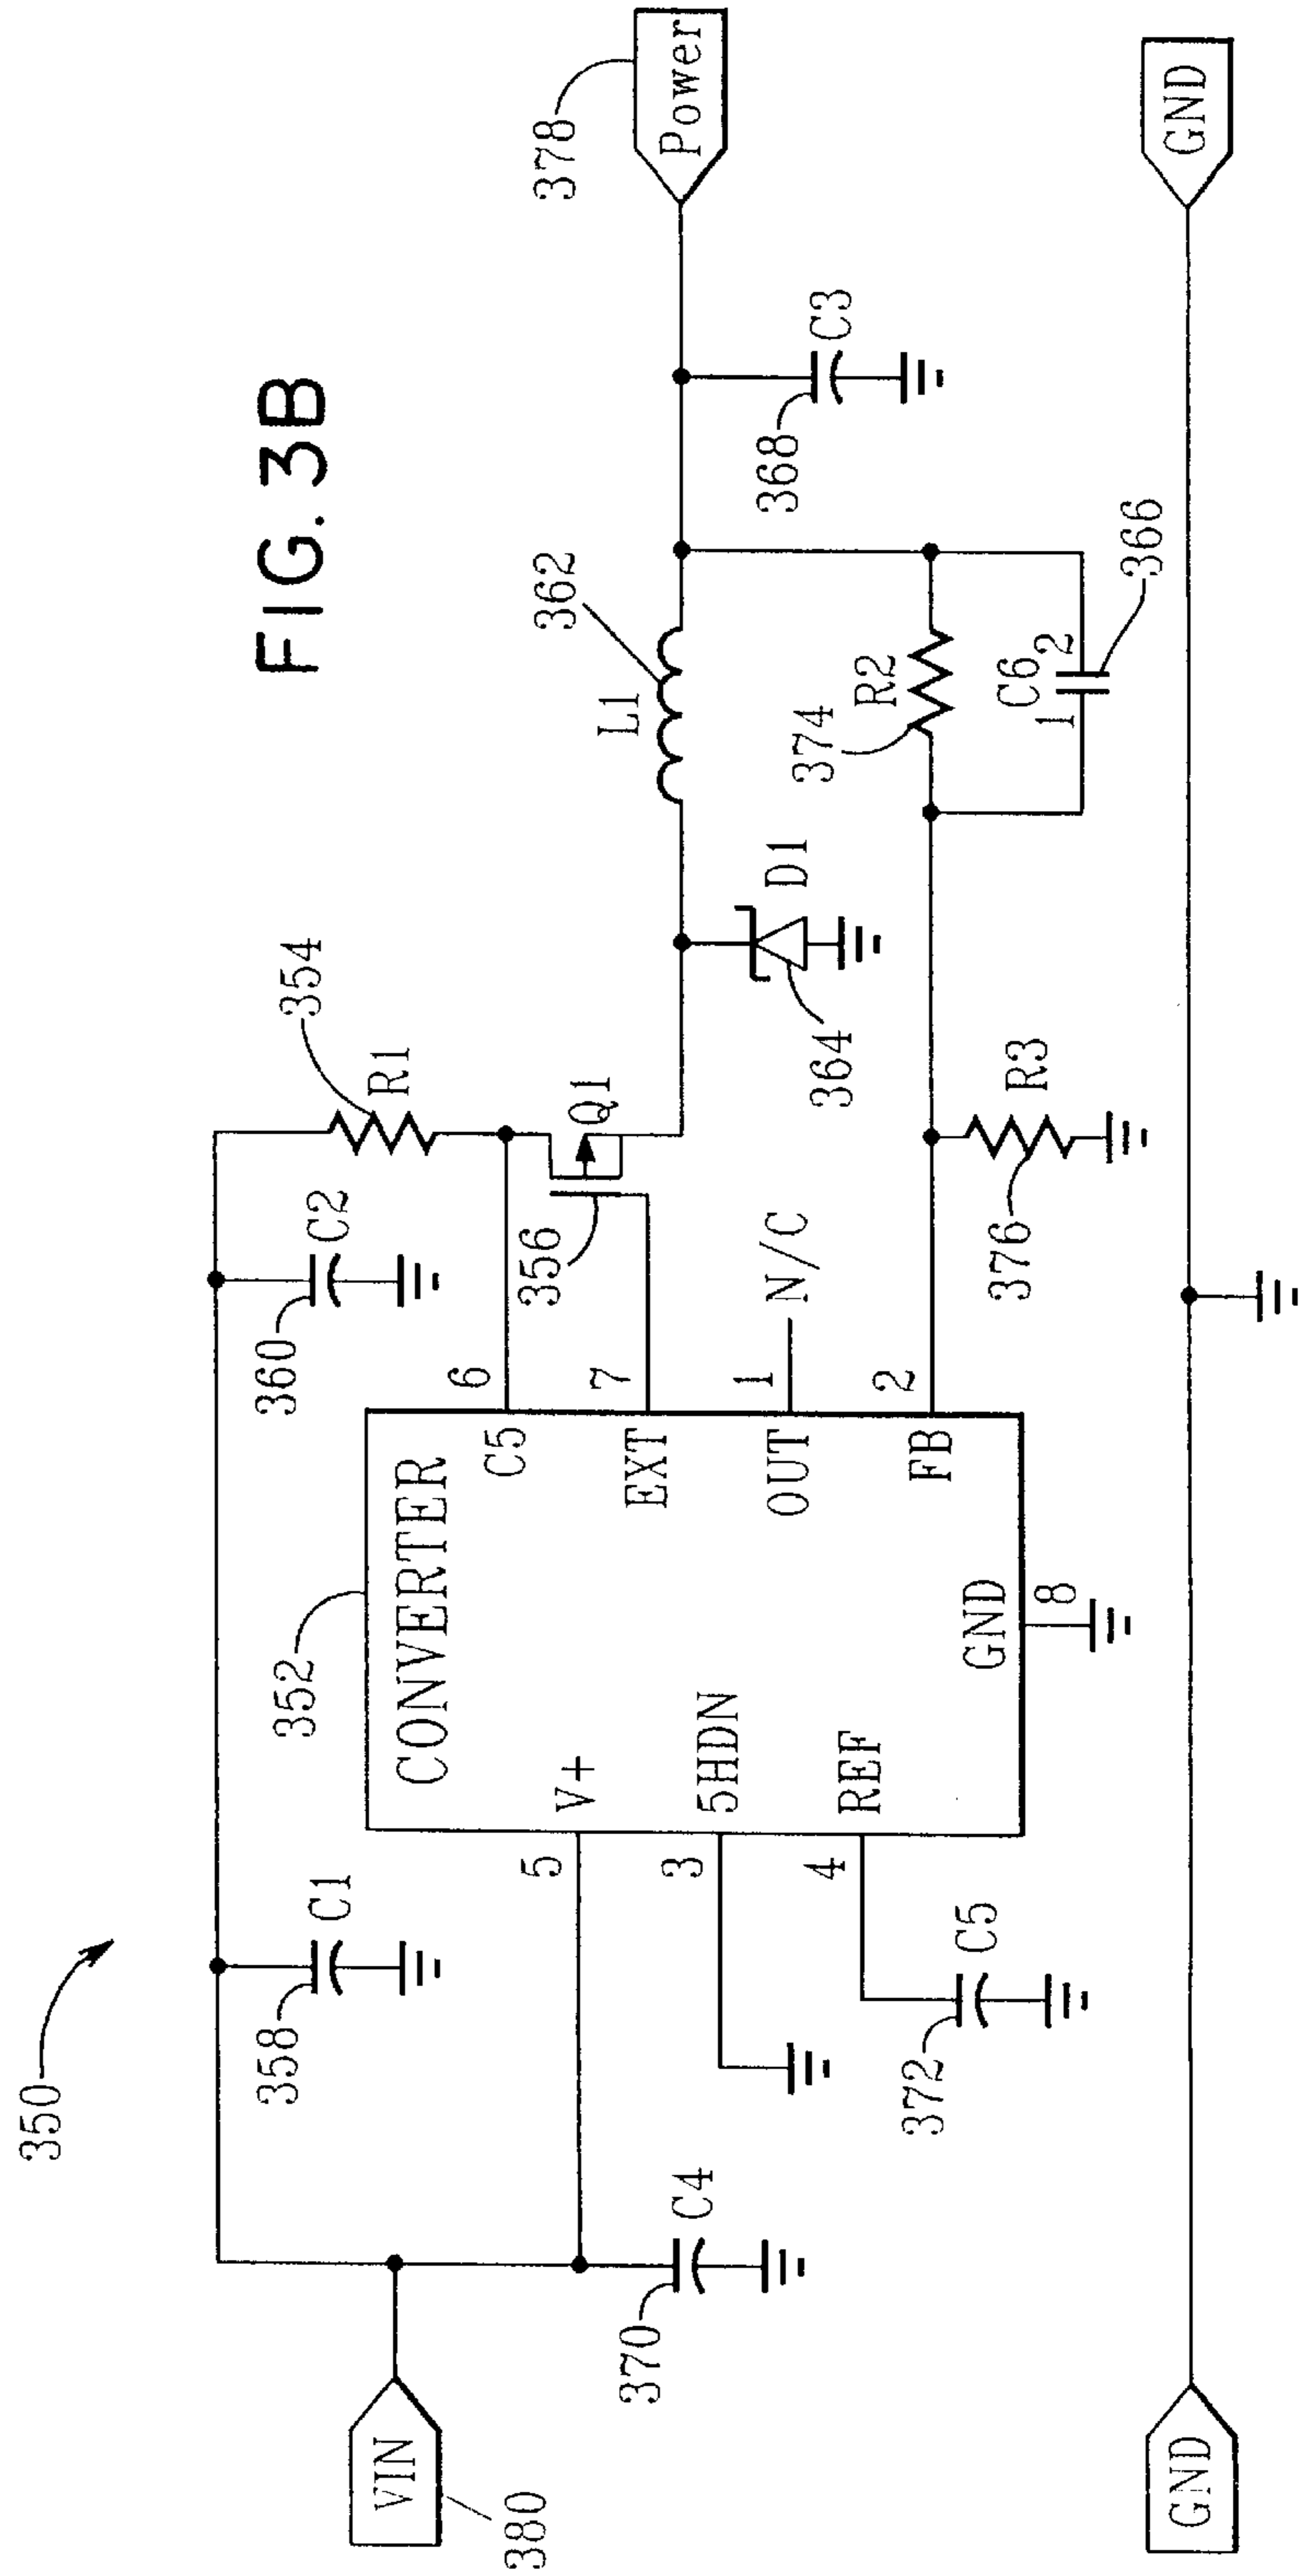 FIG. 3B
350
354
R1
360
C2
358
C1
352
CONVERTER
6
C5
356
Q1
362
L1
378
Power
VIN
380
5
V+
7
EXT
364
D1
368
C3
370
C4
3
5HDN
1
OUT
N/C
374
R2
4
REF
2
FB
372
C5
GND
8
376
R3
C6
1
2
366
GND
GND